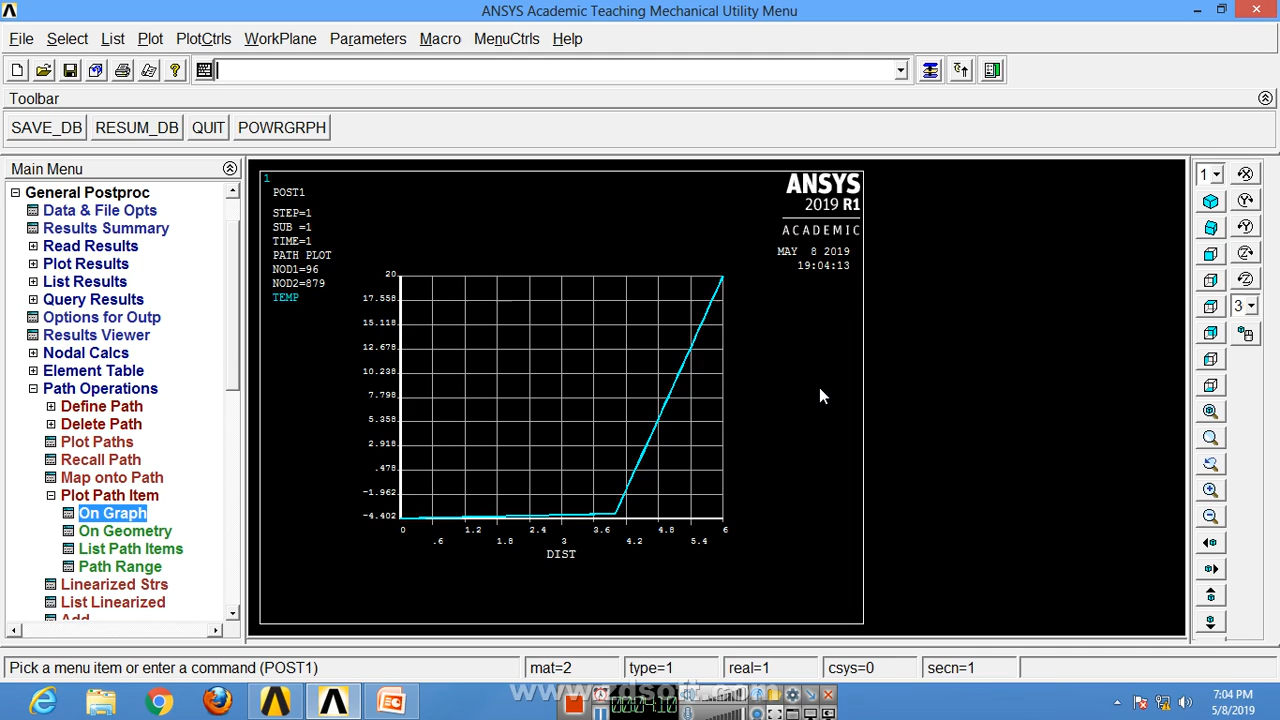 ANSYS Academic Teaching Mechanical Utility Menu
File Select List Plot PlotCtrls WorkPlane Parameters Macro MenuCtrls Help
Toolbar
SAVE_DB RESUM_DB QUIT POWRGRPH
Main Menu
General Postproc
Data & File Opts
Results Summary
Read Results
Plot Results
List Results
Query Results
Options for Outp
Results Viewer
Nodal Calcs
Element Table
Path Operations
Define Path
Delete Path
Plot Paths
Recall Path
Map onto Path
Plot Path Item
On Graph
On Geometry
List Path Items
Path Range
Linearized Strs
List Linearized
Add
1
POST1
STEP=1
SUB =1
TIME=1
PATH PLOT
NOD1=96
NOD2=879
TEMP
ANSYS
2019 R1
ACADEMIC
MAY 8 2019
19:04:13
20
17.558
15.118
12.678
10.238
7.798
5.358
2.918
.478
-1.962
-4.402
0 1.2 2.4 3.6 4.8 6
.6 1.8 3 4.2 5.4
DIST
1
3
Pick a menu item or enter a command (POST1) mat=2 type=1 real=1 csys=0 secn=1
7:04 PM
5/8/2019